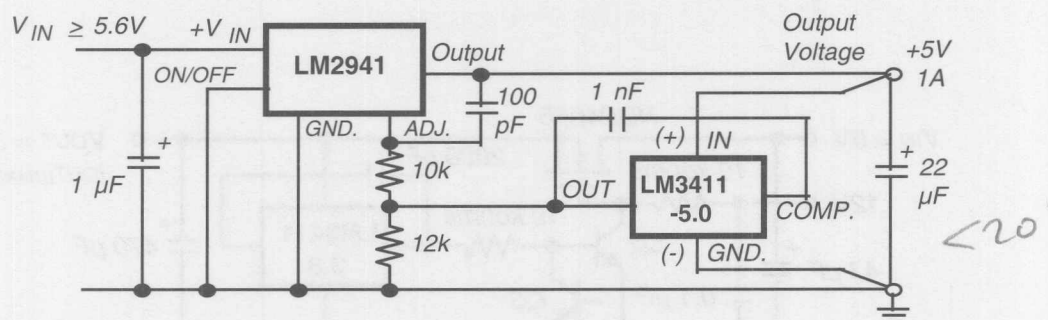 V IN ≥ 5.6V
+V IN
ON/OFF
LM2941
Output
GND.
ADJ.
100
pF
1 nF
Output
Voltage
+5V
1A
+
1 µF
10k
12k
OUT
(+)
IN
LM3411
-5.0
COMP.
(-)
GND.
+
22
µF
<20